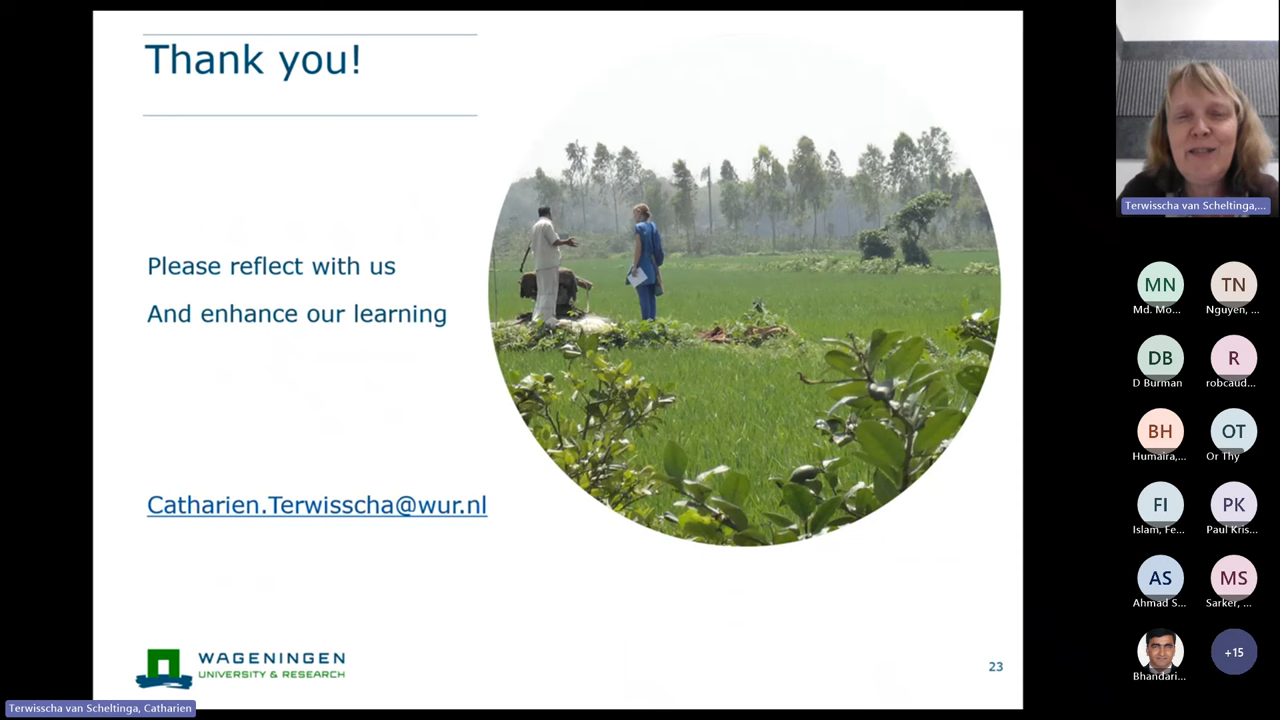 Thank you!
Please reflect with us
And enhance our learning
Catharien.Terwisscha@wur.nl
WAGENINGEN
UNIVERSITY & RESEARCH
23
Terwisscha van Scheltinga, Catharien
Terwisscha van Scheltinga,...
MN
TN
Md. Mo...
Nguyen, ...
DB
R
D Burman
robcaud...
BH
OT
Humaira,...
Or Thy
FI
PK
Islam, Fe...
Paul Kris...
AS
MS
Ahmad S...
Sarker, ...
+15
Bhandari...